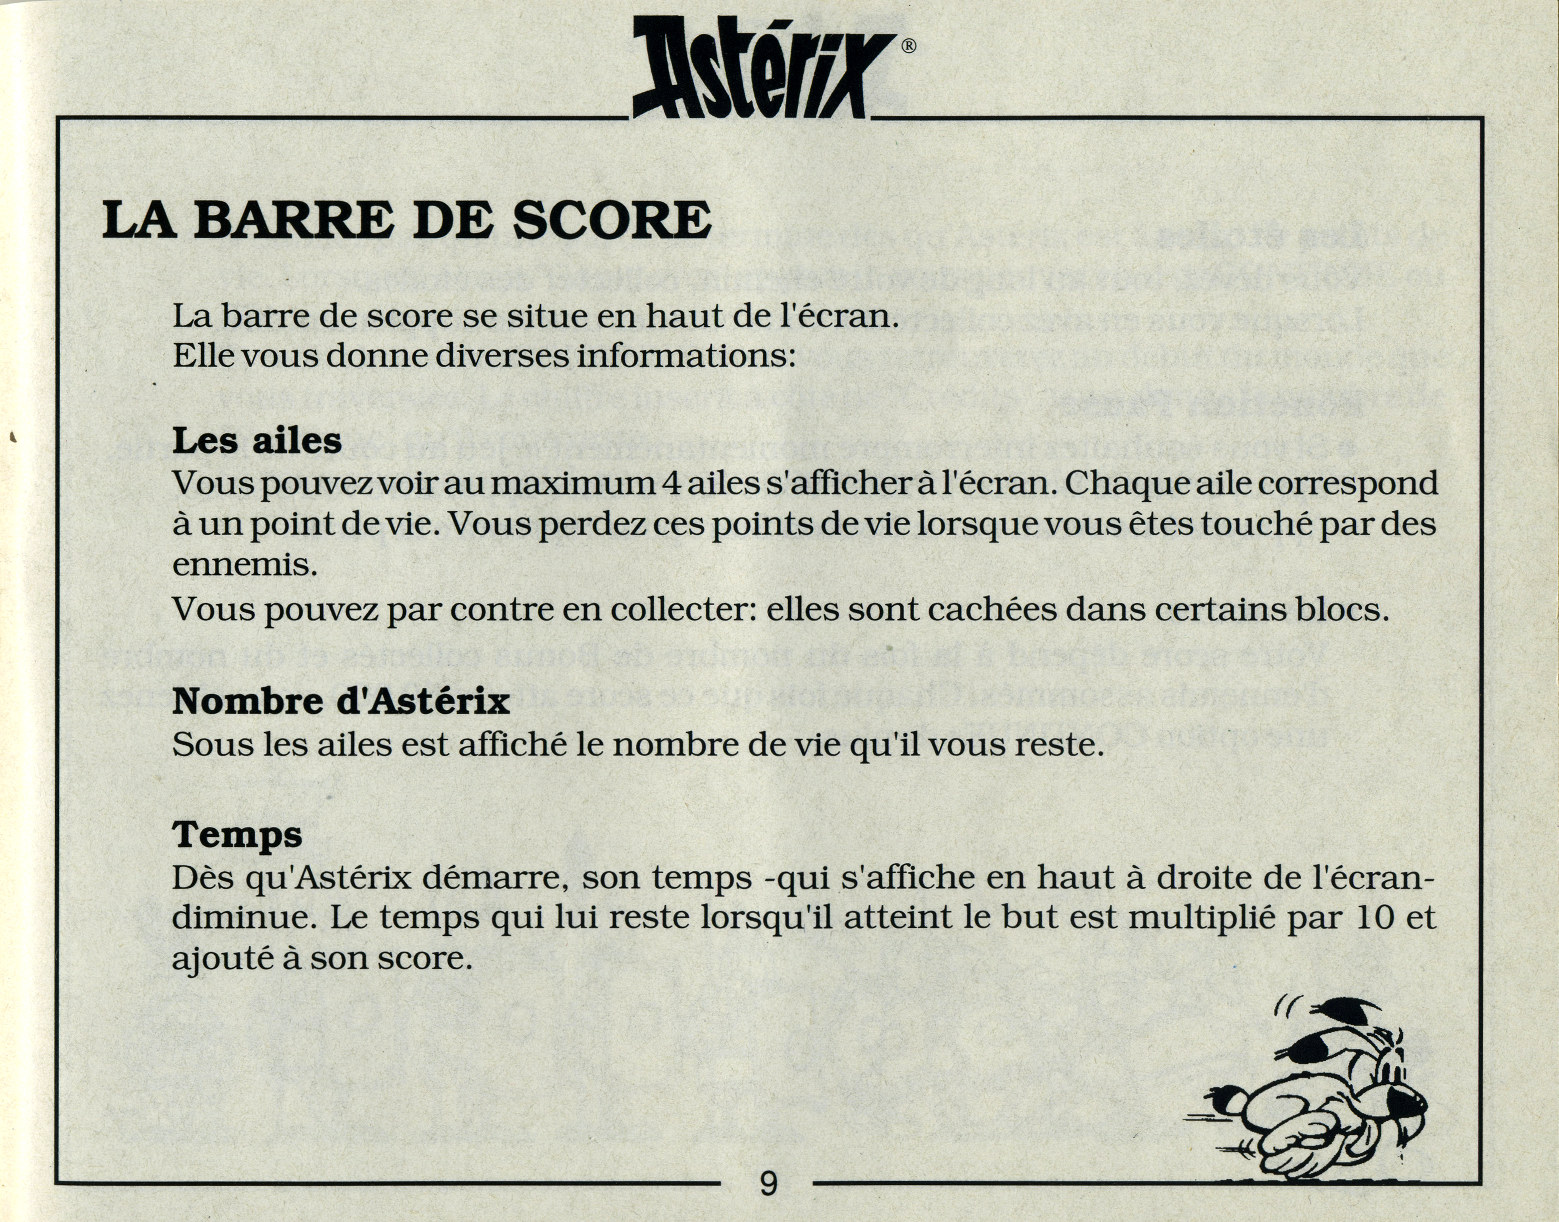 Astérix®
LA BARRE DE SCORE
La barre de score se situe en haut de l'écran.
Elle vous donne diverses informations:
Les ailes
Vous pouvez voir au maximum 4 ailes s'afficher à l'écran. Chaque aile correspond
à un point de vie. Vous perdez ces points de vie lorsque vous êtes touché par des
ennemis.
Vous pouvez par contre en collecter: elles sont cachées dans certains blocs.
Nombre d'Astérix
Sous les ailes est affiché le nombre de vie qu'il vous reste.
Temps
Dès qu'Astérix démarre, son temps -qui s'affiche en haut à droite de l'écran-
diminue. Le temps qui lui reste lorsqu'il atteint le but est multiplié par 10 et
ajouté à son score.
9